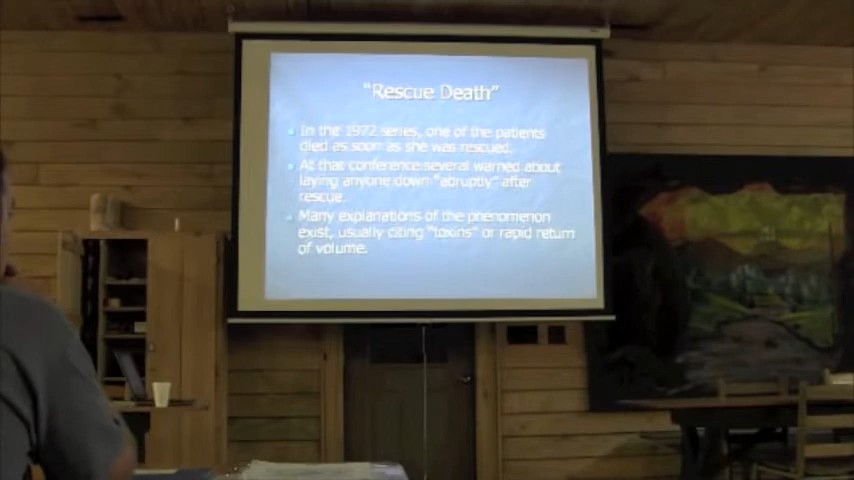 "Rescue Death"
In the 1972 series, one of the patients
died as soon as she was rescued.
At that conference several warned about
laying anyone down "abruptly" after
rescue.
Many explanations of the phenomenon
exist, usually citing "toxins" or rapid return
of volume.